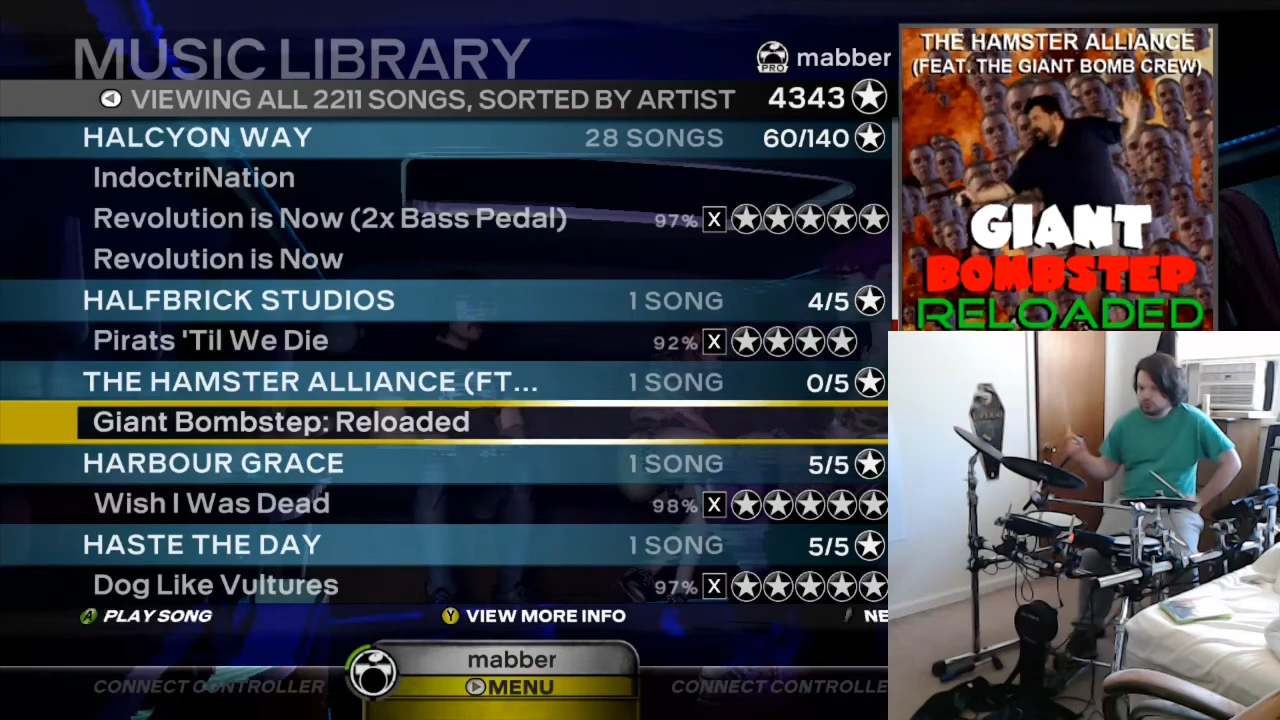 MUSIC LIBRARY
PRO mabber
VIEWING ALL 2211 SONGS, SORTED BY ARTIST 4343
HALCYON WAY 28 SONGS 60/140
IndoctriNation
Revolution is Now (2x Bass Pedal) 97% X
Revolution is Now
HALFBRICK STUDIOS 1 SONG 4/5
Pirats 'Til We Die 92% X
THE HAMSTER ALLIANCE (FT... 1 SONG 0/5
Giant Bombstep: Reloaded
HARBOUR GRACE 1 SONG 5/5
Wish I Was Dead 98% X
HASTE THE DAY 1 SONG 5/5
Dog Like Vultures 97% X
A PLAY SONG Y VIEW MORE INFO NE
CONNECT CONTROLLER mabber CONNECT CONTROLLE
MENU
THE HAMSTER ALLIANCE
(FEAT. THE GIANT BOMB CREW)
GIANT
BOMBSTEP
RELOADED